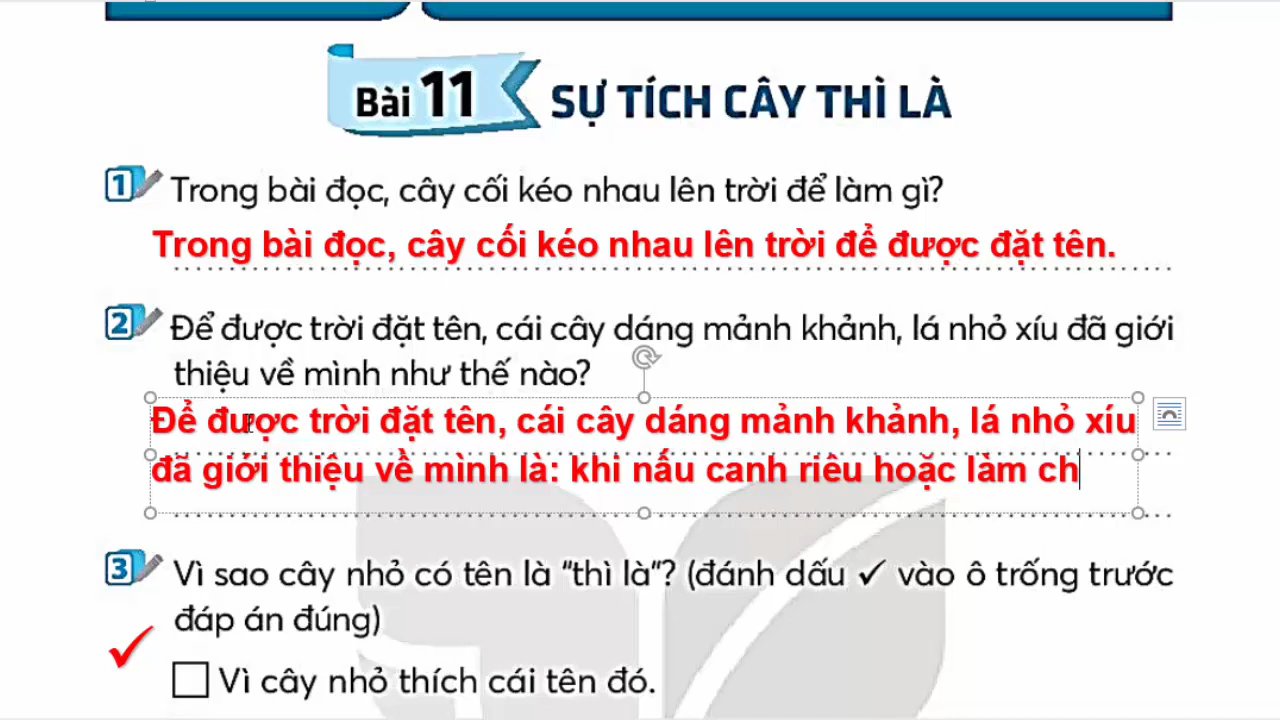 Bài 11 SỰ TÍCH CÂY THÌ LÀ
1 Trong bài đọc, cây cối kéo nhau lên trời để làm gì?
Trong bài đọc, cây cối kéo nhau lên trời để được đặt tên.
2 Để được trời đặt tên, cái cây dáng mảnh khảnh, lá nhỏ xíu đã giới
thiệu về mình như thế nào?
Để được trời đặt tên, cái cây dáng mảnh khảnh, lá nhỏ xíu
đã giởi thiệu về mình là: khi nấu canh riêu hoặc làm ch
3 Vì sao cây nhỏ có tên là "thì là"? (đánh dấu ✓ vào ô trống trước
đáp án đúng)
Vì cây nhỏ thích cái tên đó.